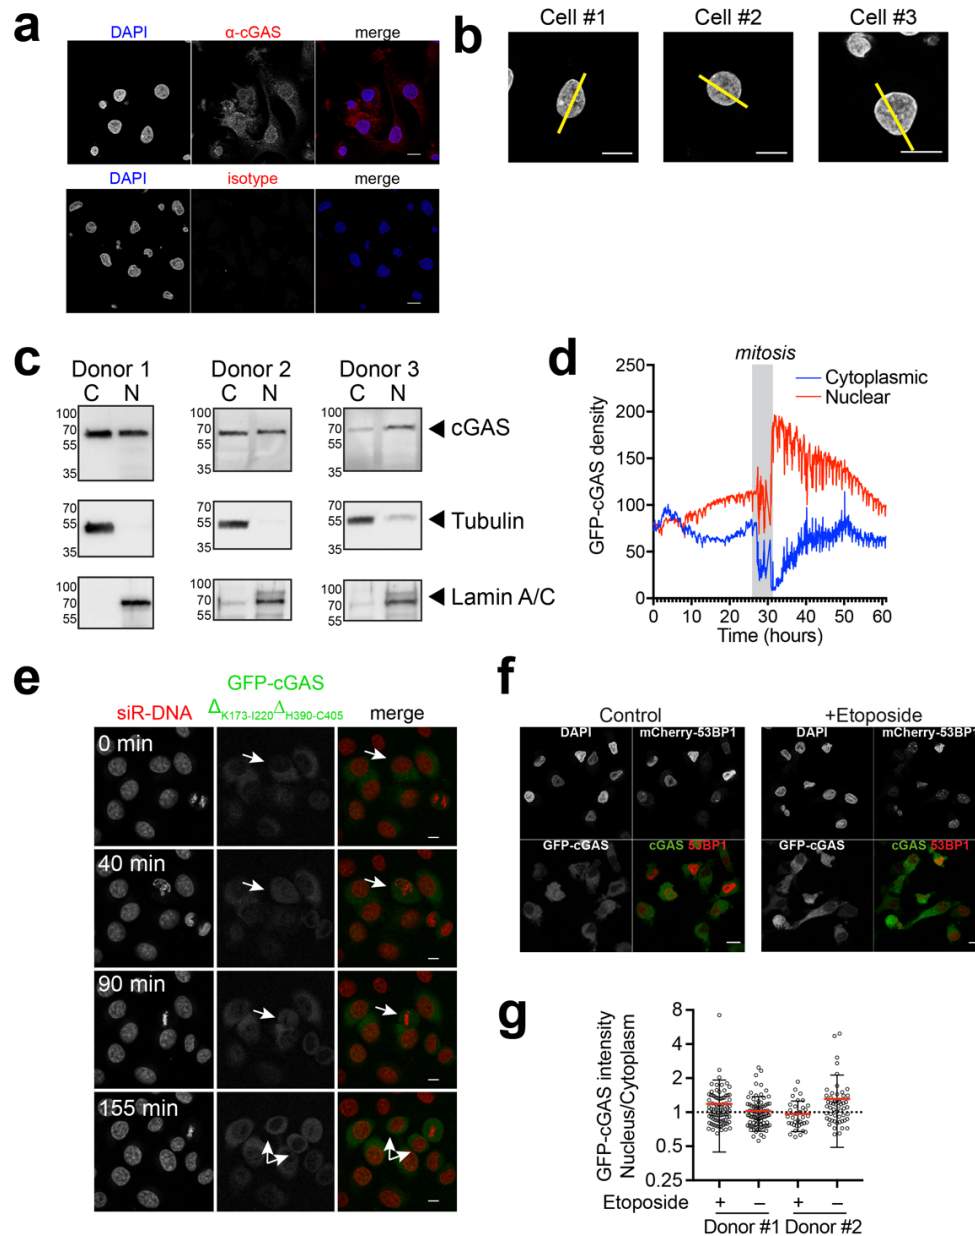 a
DAPI α-cGAS merge
DAPI isotype merge
b
Cell #1 Cell #2 Cell #3
c
Donor 1 Donor 2 Donor 3
C N C N C N
100 70 55 35
100 70 55 35
100 70 55 35
cGAS
70 55 35
70 55 35
70 55 35
Tubulin
100 70 55
100 70 55
100 70 55
Lamin A/C
d
mitosis
Cytoplasmic
Nuclear
GFP-cGAS density
250
200
150
100
50
0
0 10 20 30 40 50 60
Time (hours)
e
GFP-cGAS
siR-DNA ΔK173-I220ΔH390-C405 merge
0 min
40 min
90 min
155 min
f
Control +Etoposide
DAPI mCherry-53BP1 DAPI mCherry-53BP1
GFP-cGAS cGAS 53BP1 GFP-cGAS cGAS 53BP1
g
GFP-cGAS intensity
Nucleus/Cytoplasm
8
4
2
1
0.5
0.25
Etoposide + − + −
Donor #1 Donor #2